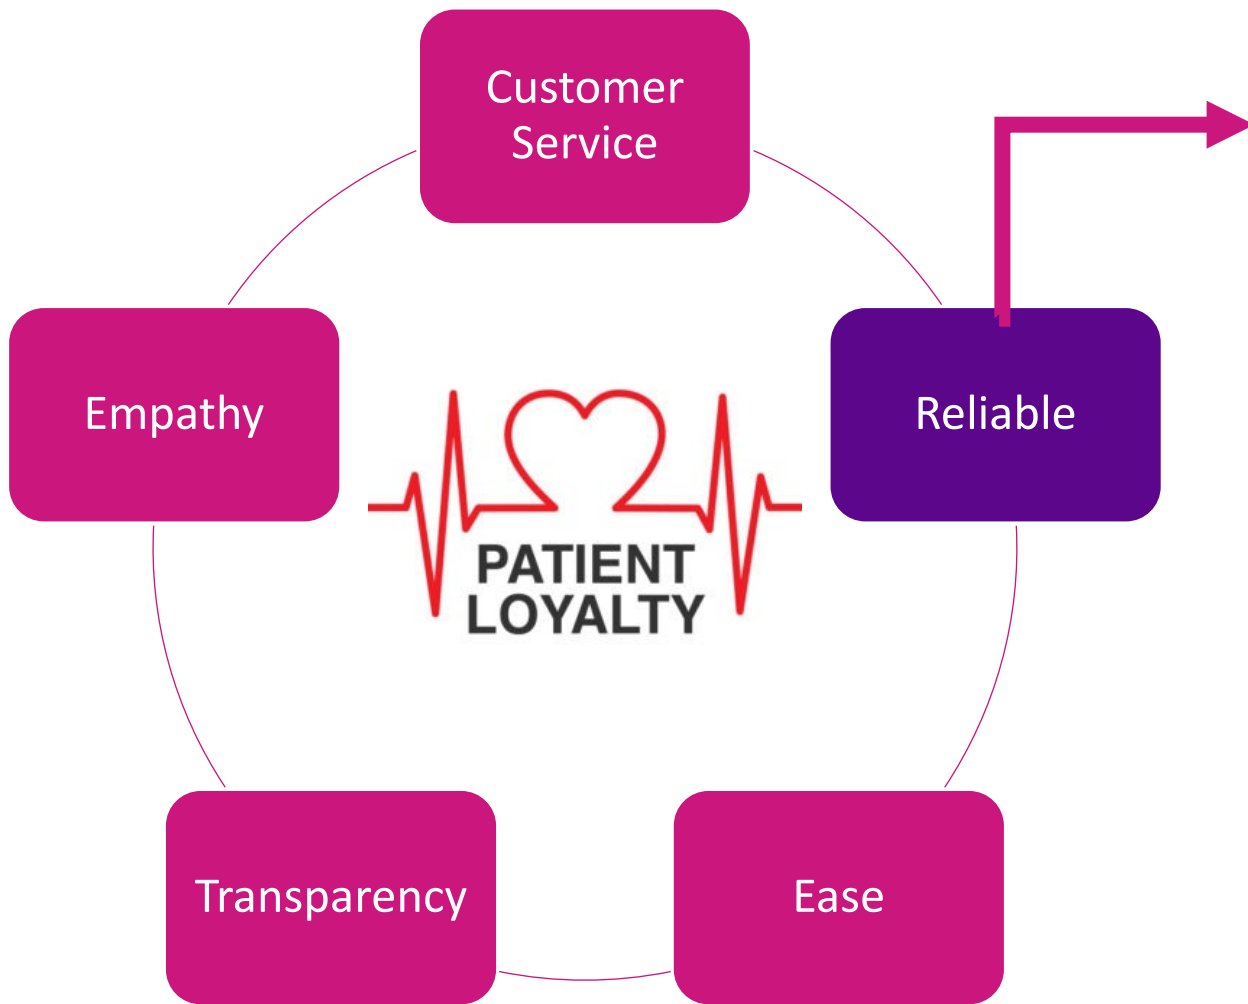 Customer
Service
Reliable
Empathy
PATIENT
LOYALTY
Transparency
Ease